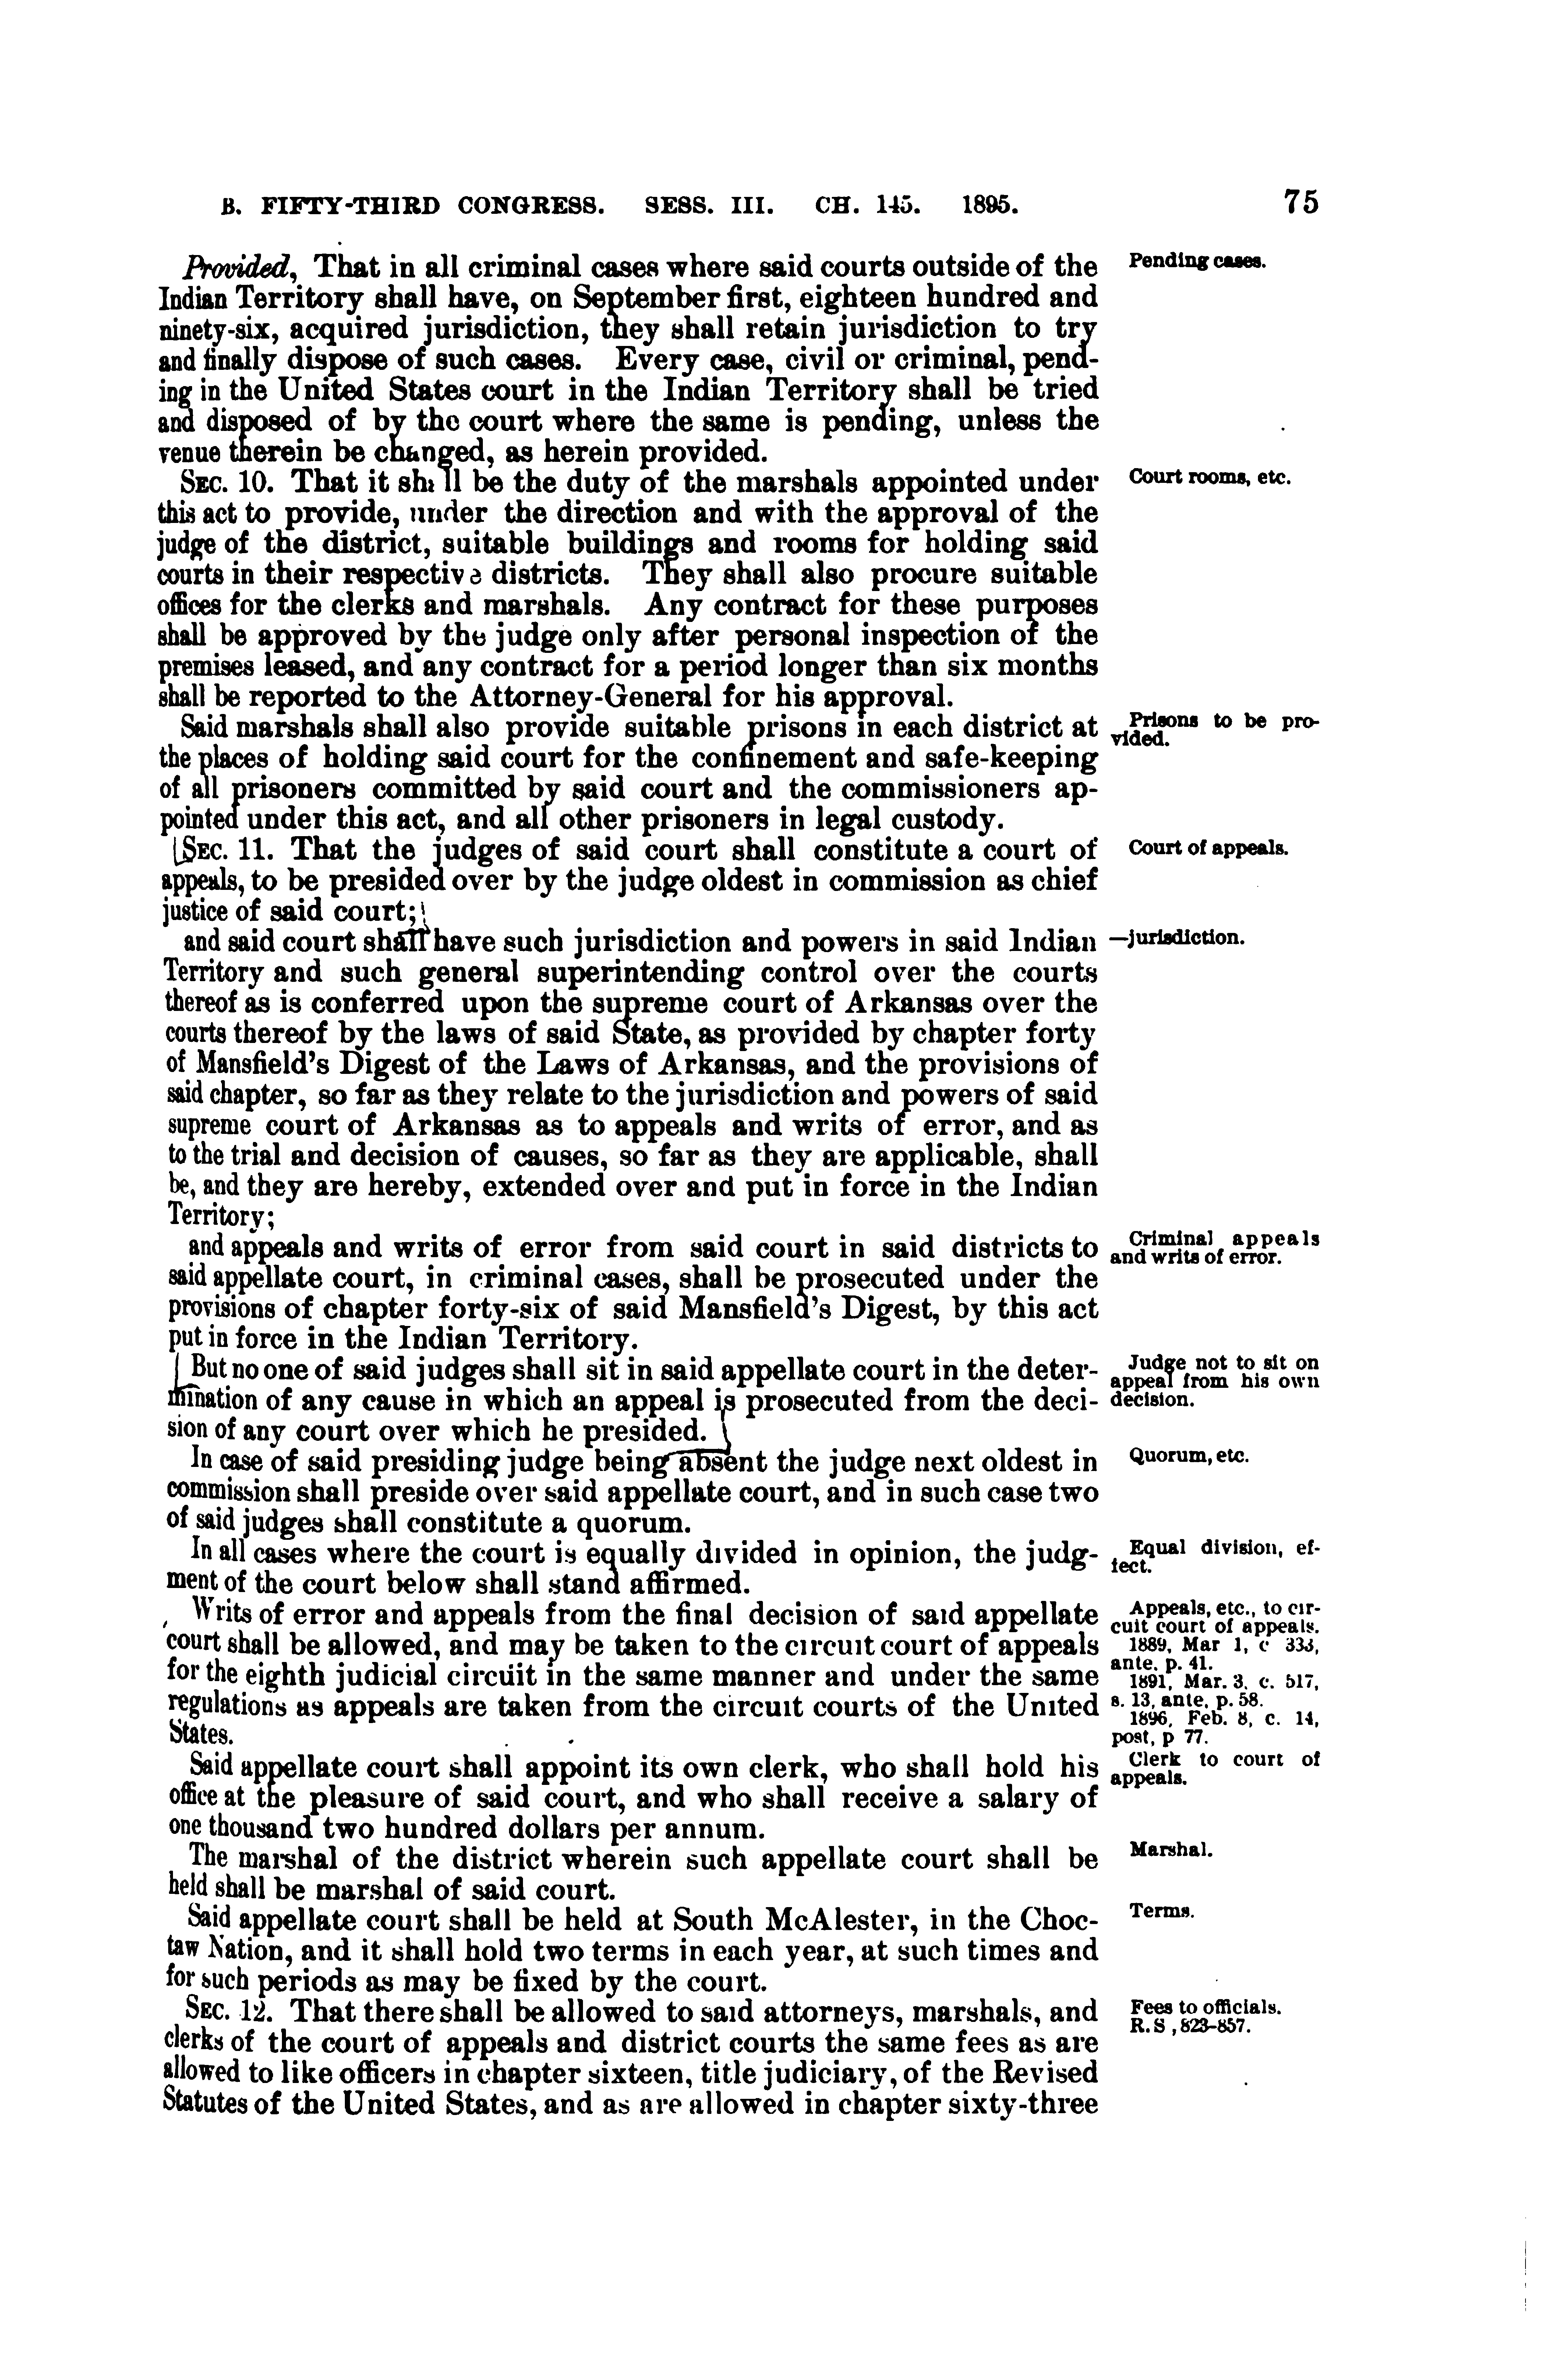 B. FIFTY-THIRD CONGRESS. SESS. III. CH. 145. 1895. 75
Provided, That in all criminal cases where said courts outside of the
Indian Territory shall have, on September first, eighteen hundred and
ninety-six, acquired jurisdiction, they shall retain jurisdiction to try
and finally dispose of such cases. Every case, civil or criminal, pend-
ing in the United States court in the Indian Territory shall be tried
and disposed of by the court where the same is pending, unless the
venue therein be changed, as herein provided.
Pending cases.
SEC. 10. That it shall be the duty of the marshals appointed under
this act to provide, under the direction and with the approval of the
judge of the district, suitable buildings and rooms for holding said
courts in their respective districts. They shall also procure suitable
offices for the clerks and marshals. Any contract for these purposes
shall be approved by the judge only after personal inspection of the
premises leased, and any contract for a period longer than six months
shall be reported to the Attorney-General for his approval.
Court rooms, etc.
Said marshals shall also provide suitable prisons in each district at
the places of holding said court for the confinement and safe-keeping
of all prisoners committed by said court and the commissioners ap-
pointed under this act, and all other prisoners in legal custody.
Prisons to be pro-
vided.
SEC. 11. That the judges of said court shall constitute a court of
appeals, to be presided over by the judge oldest in commission as chief
justice of said court;
Court of appeals.
and said court shall have such jurisdiction and powers in said Indian
Territory and such general superintending control over the courts
thereof as is conferred upon the supreme court of Arkansas over the
courts thereof by the laws of said State, as provided by chapter forty
of Mansfield's Digest of the Laws of Arkansas, and the provisions of
said chapter, so far as they relate to the jurisdiction and powers of said
supreme court of Arkansas as to appeals and writs of error, and as
to the trial and decision of causes, so far as they are applicable, shall
be, and they are hereby, extended over and put in force in the Indian
Territory;
—jurisdiction.
and appeals and writs of error from said court in said districts to
said appellate court, in criminal cases, shall be prosecuted under the
provisions of chapter forty-six of said Mansfield's Digest, by this act
put in force in the Indian Territory.
Criminal appeals
and writs of error.
But no one of said judges shall sit in said appellate court in the deter-
mination of any cause in which an appeal is prosecuted from the deci-
sion of any court over which he presided.
Judge not to sit on
appeal from his own
decision.
In case of said presiding judge being absent the judge next oldest in
commission shall preside over said appellate court, and in such case two
of said judges shall constitute a quorum.
Quorum, etc.
In all cases where the court is equally divided in opinion, the judg-
ment of the court below shall stand affirmed.
Equal division, ef-
fect.
Writs of error and appeals from the final decision of said appellate
court shall be allowed, and may be taken to the circuit court of appeals
for the eighth judicial circuit in the same manner and under the same
regulations as appeals are taken from the circuit courts of the United
States.
Appeals, etc., to cir-
cuit court of appeals.
1889, Mar 1, c 333,
ante, p. 41.
1891, Mar. 3, c. 517,
s. 13, ante, p. 58.
1896, Feb. 8, c. 14,
post, p 77.
Said appellate court shall appoint its own clerk, who shall hold his
office at the pleasure of said court, and who shall receive a salary of
one thousand two hundred dollars per annum.
Clerk to court of
appeals.
The marshal of the district wherein such appellate court shall be
held shall be marshal of said court.
Marshal.
Said appellate court shall be held at South McAlester, in the Choc-
taw Nation, and it shall hold two terms in each year, at such times and
for such periods as may be fixed by the court.
Terms.
SEC. 12. That there shall be allowed to said attorneys, marshals, and
clerks of the court of appeals and district courts the same fees as are
allowed to like officers in chapter sixteen, title judiciary, of the Revised
Statutes of the United States, and as are allowed in chapter sixty-three
Fees to officials.
R. S , 823-857.